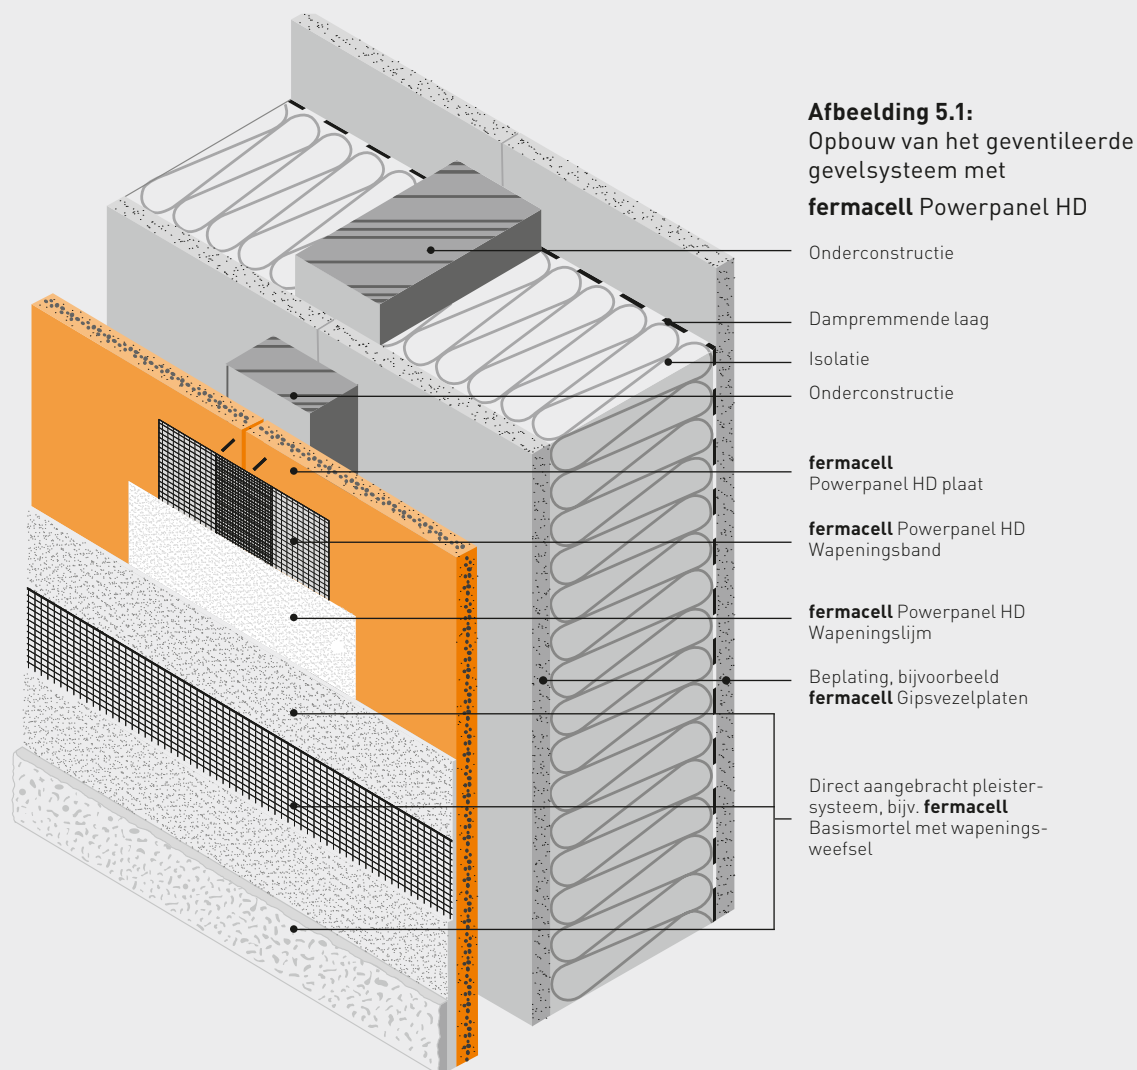 Afbeelding 5.1:
Opbouw van het geventileerde
gevelsysteem met
fermacell Powerpanel HD
Onderconstructie
Dampremmende laag
Isolatie
Onderconstructie
fermacell
Powerpanel HD plaat
fermacell Powerpanel HD
Wapeningsband
fermacell Powerpanel HD
Wapeningslijm
Beplating, bijvoorbeeld
fermacell Gipsvezelplaten
Direct aangebracht pleister-
systeem, bijv. fermacell
Basismortel met wapenings-
weefsel